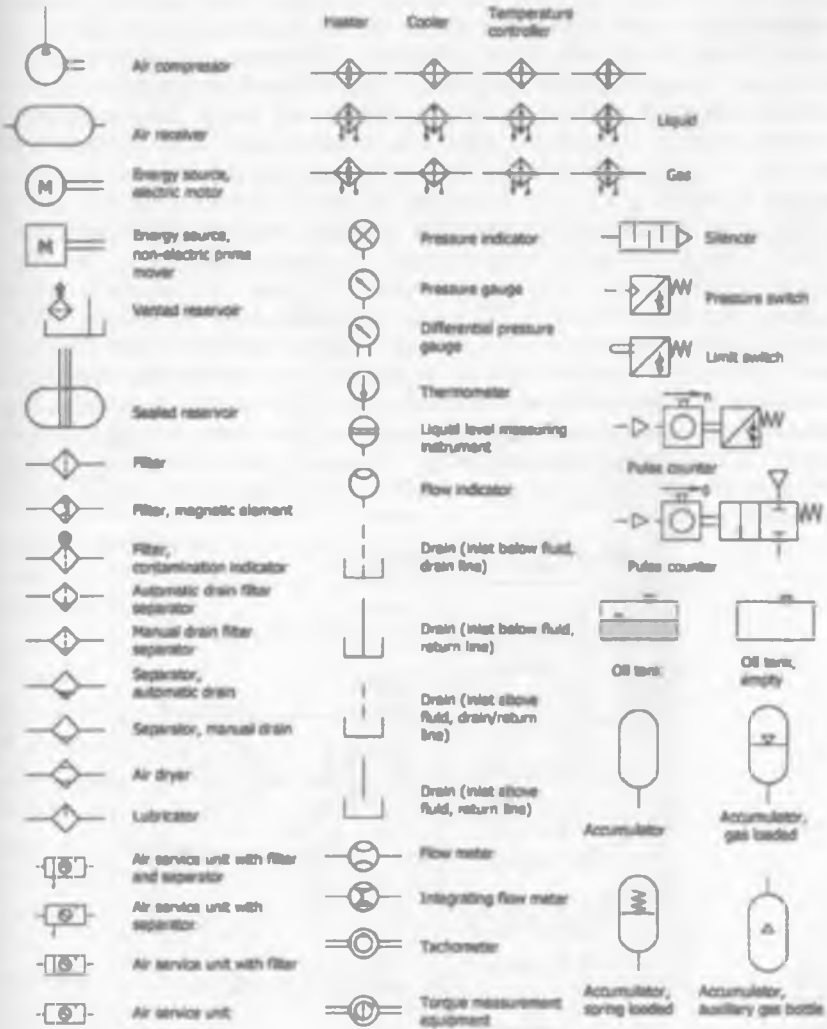 Heater
Cooler
Temperature
controller
Air compressor
Air receiver
Liquid
M
Energy source,
electric motor
Gas
M
Energy source,
non-electric prime
mover
Vented reservoir
Sealed reservoir
Filter
Filter, magnetic element
Filter,
contamination indicator
Automatic drain filter
separator
Manual drain filter
separator
Separator,
automatic drain
Separator, manual drain
Air dryer
Lubricator
Air service unit with filter
and separator
Air service unit with
separator
Air service unit with filter
Air service unit
Pressure indicator
Pressure gauge
Differential pressure
gauge
Thermometer
Liquid level measuring
instrument
Flow indicator
Drain (inlet below fluid,
drain line)
Drain (inlet below fluid,
return line)
Drain (inlet above
fluid, drain/return
line)
Drain (inlet above
fluid, return line)
Flow meter
Integrating flow meter
Tachometer
Torque measurement
equipment
Silencer
Pressure switch
Limit switch
n
Pulse counter
Pulse counter
Oil tank
Oil tank,
empty
Accumulator
Accumulator,
gas loaded
Accumulator,
spring loaded
Accumulator,
auxiliary gas bottle